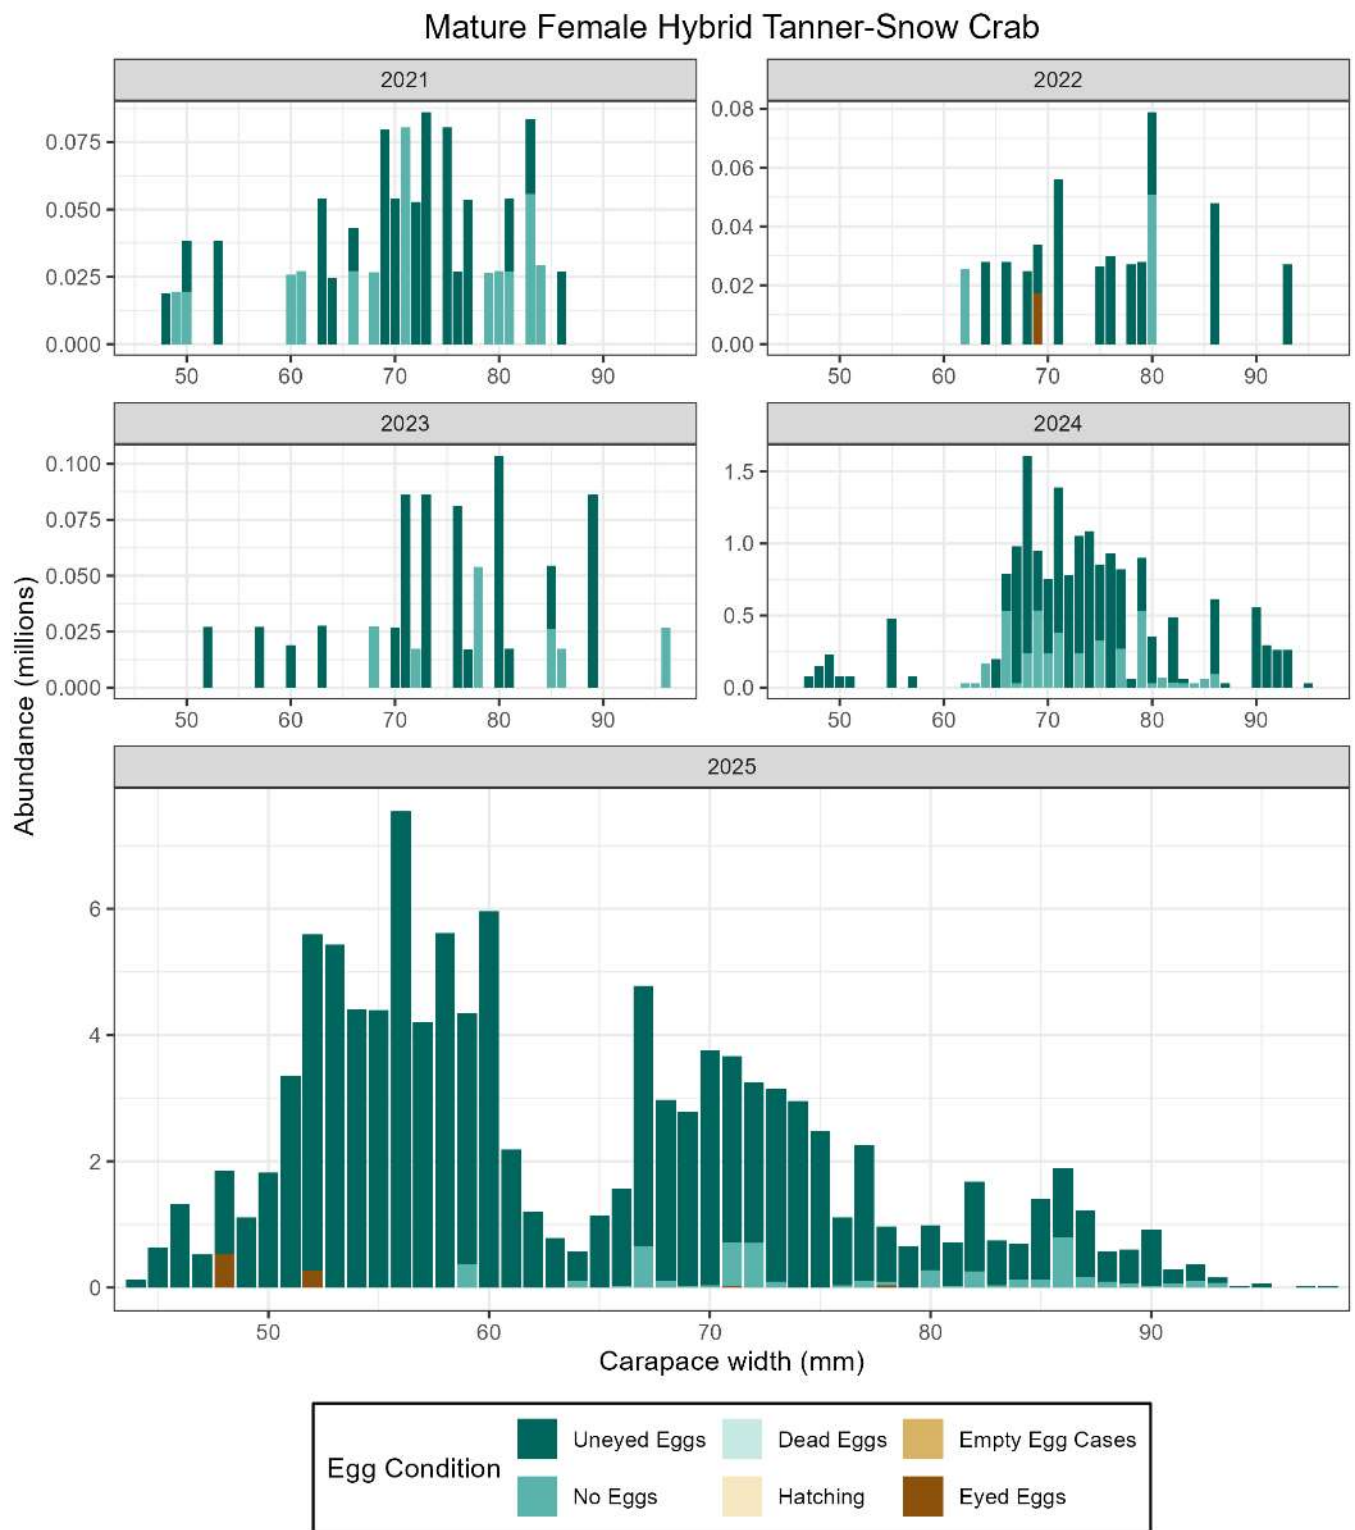 Mature Female Hybrid Tanner-Snow Crab
2021
2022
0.075
0.050
0.025
0.000
50 60 70 80 90
0.08
0.06
0.04
0.02
0.00
50 60 70 80 90
2023
2024
0.100
0.075
0.050
0.025
0.000
50 60 70 80 90
1.5
1.0
0.5
0.0
50 60 70 80 90
Abundance (millions)
2025
6
4
2
0
50 60 70 80 90
Carapace width (mm)
Egg Condition
Uneyed Eggs
Dead Eggs
Empty Egg Cases
No Eggs
Hatching
Eyed Eggs